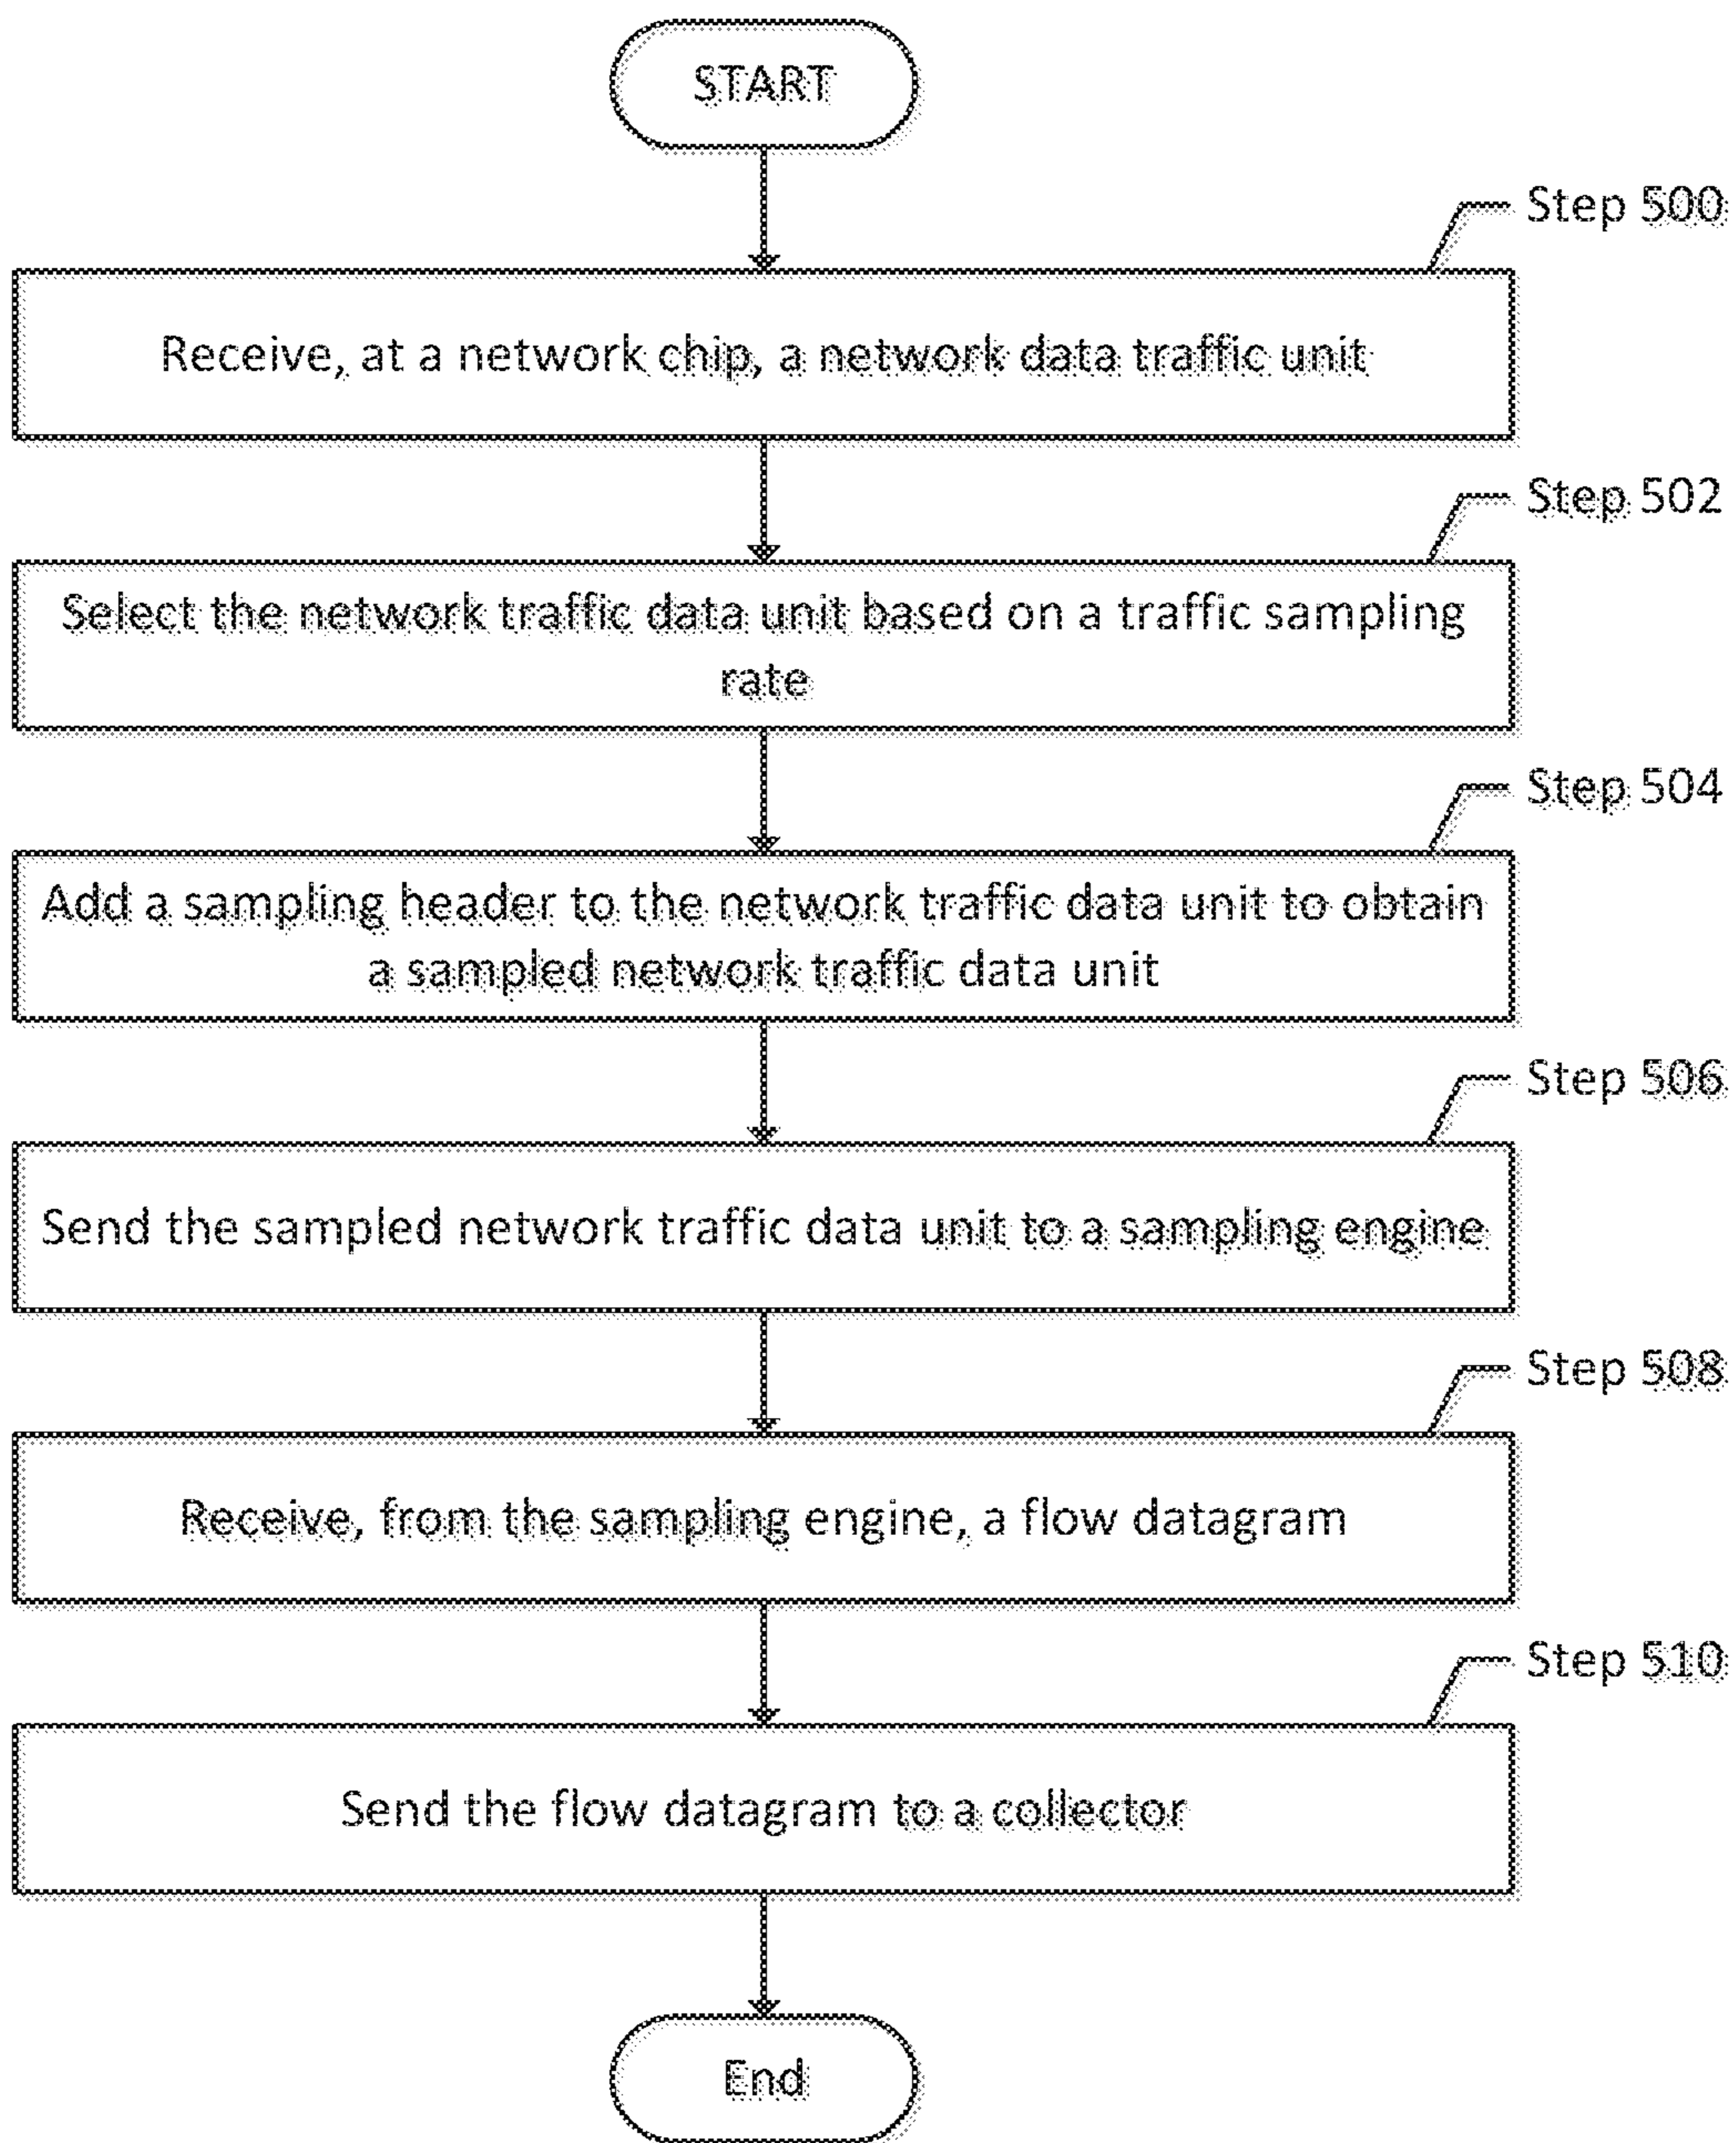 START
Step 500
Receive, at a network chip, a network data traffic unit
Step 502
Select the network traffic data unit based on a traffic sampling
rate
Step 504
Add a sampling header to the network traffic data unit to obtain
a sampled network traffic data unit
Step 506
Send the sampled network traffic data unit to a sampling engine
Step 508
Receive, from the sampling engine, a flow datagram
Step 510
Send the flow datagram to a collector
End